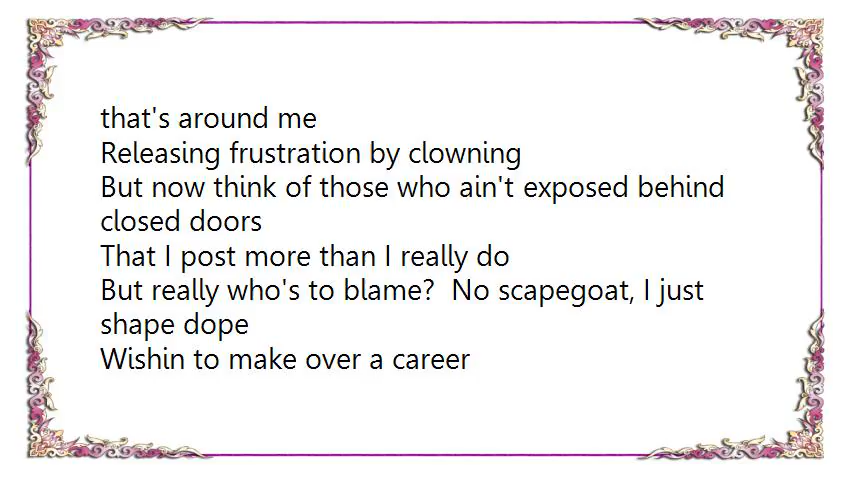 that's around me
Releasing frustration by clowning
But now think of those who ain't exposed behind
closed doors
That I post more than I really do
But really who's to blame?  No scapegoat, I just
shape dope
Wishin to make over a career